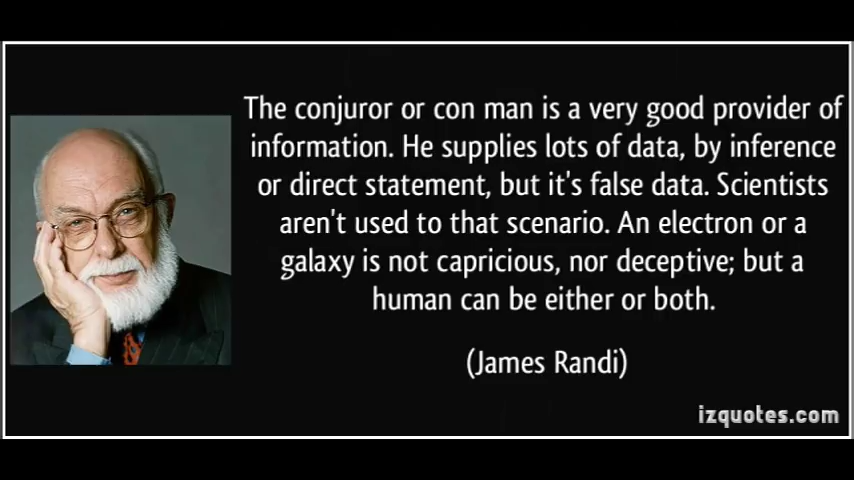 The conjuror or con man is a very good provider of
information. He supplies lots of data, by inference
or direct statement, but it's false data. Scientists
aren't used to that scenario. An electron or a
galaxy is not capricious, nor deceptive; but a
human can be either or both.
(James Randi)
izquotes.com